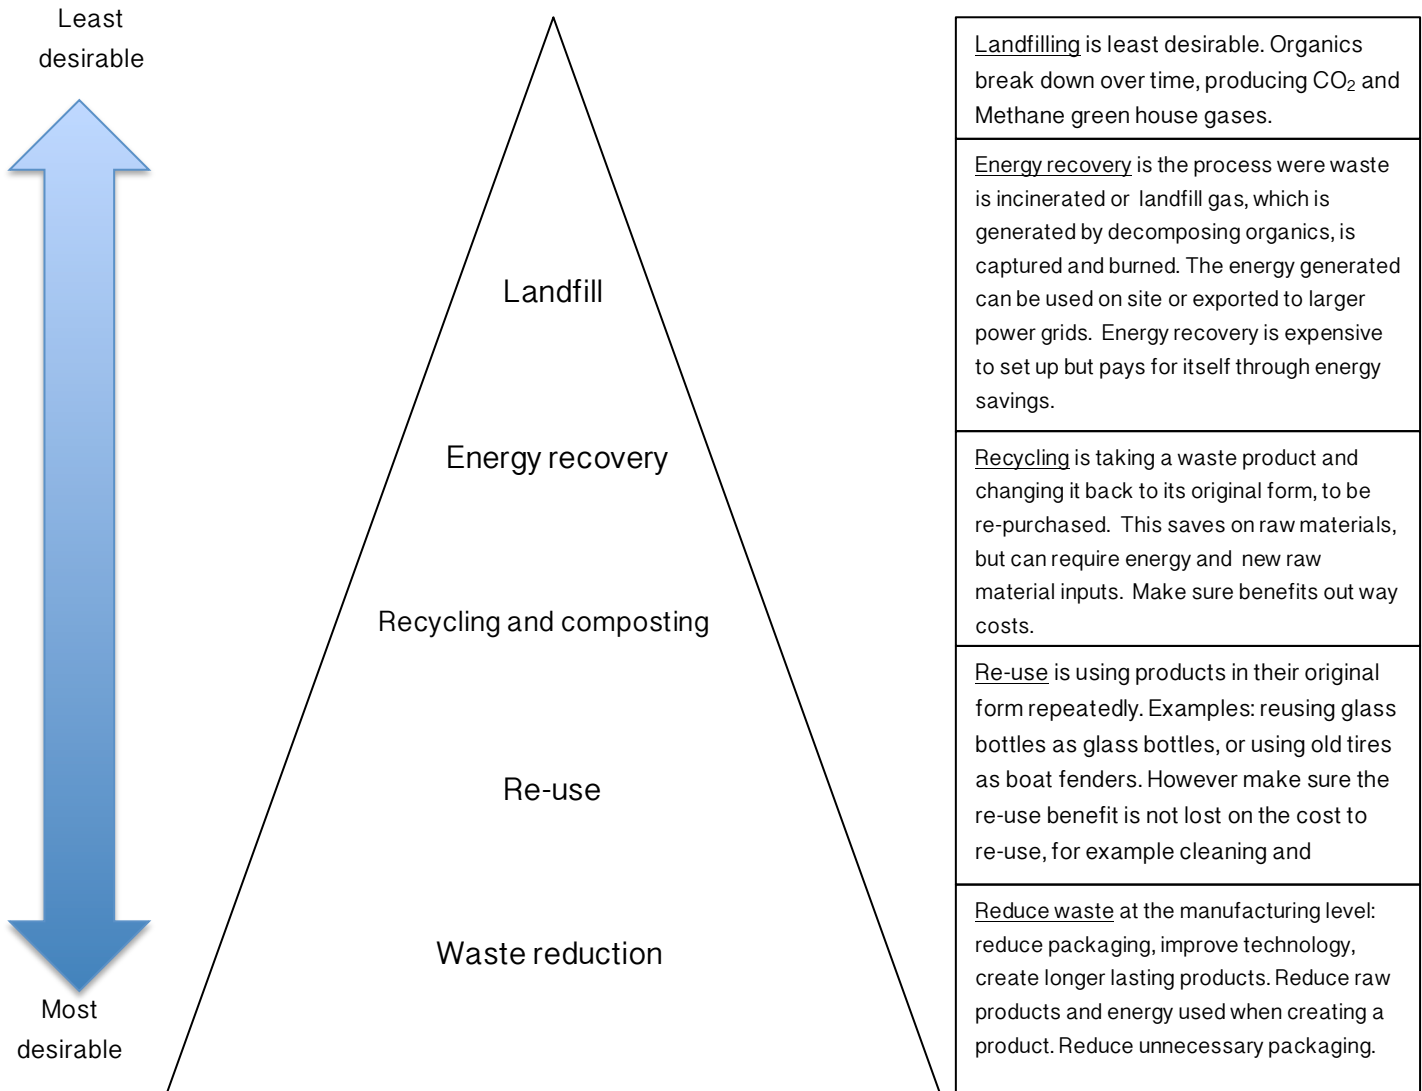 Least
desirable
Landfill
Energy recovery
Recycling and composting
Re-use
Waste reduction
Most
desirable
Landfilling is least desirable. Organics
break down over time, producing CO₂ and
Methane green house gases.
Energy recovery is the process were waste
is incinerated or landfill gas, which is
generated by decomposing organics, is
captured and burned. The energy generated
can be used on site or exported to larger
power grids. Energy recovery is expensive
to set up but pays for itself through energy
savings.
Recycling is taking a waste product and
changing it back to its original form, to be
re-purchased. This saves on raw materials,
but can require energy and new raw
material inputs. Make sure benefits out way
costs.
Re-use is using products in their original
form repeatedly. Examples: reusing glass
bottles as glass bottles, or using old tires
as boat fenders. However make sure the
re-use benefit is not lost on the cost to
re-use, for example cleaning and
Reduce waste at the manufacturing level:
reduce packaging, improve technology,
create longer lasting products. Reduce raw
products and energy used when creating a
product. Reduce unnecessary packaging.